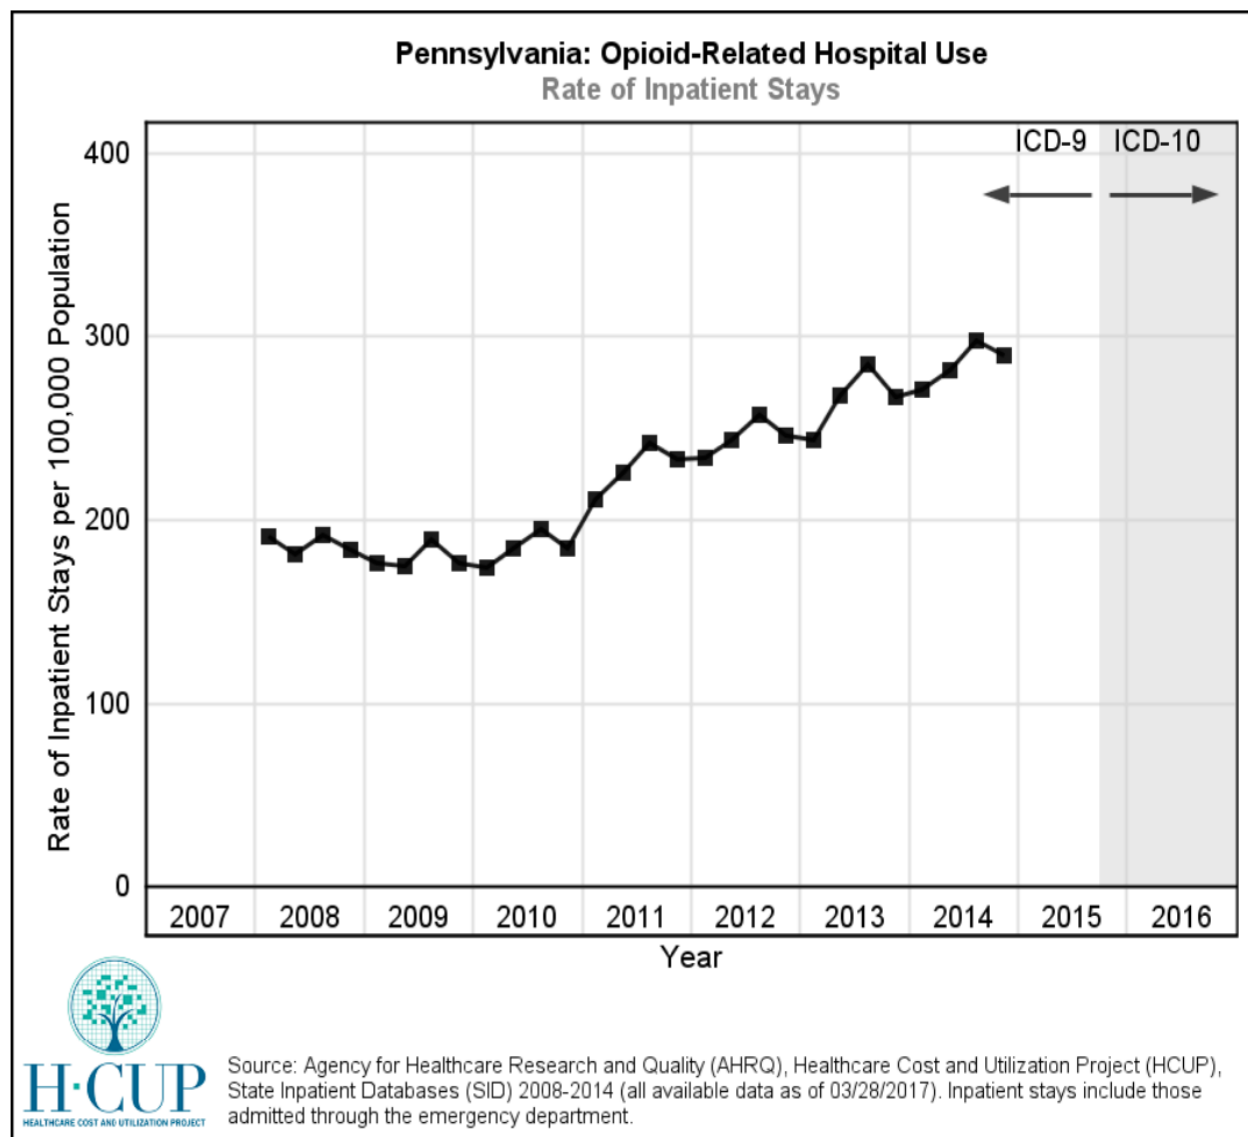 Pennsylvania: Opioid-Related Hospital Use
Rate of Inpatient Stays
ICD-9 ICD-10
Rate of Inpatient Stays per 100,000 Population
400
300
200
100
0
2007 2008 2009 2010 2011 2012 2013 2014 2015 2016
Year
H·CUP
HEALTHCARE COST AND UTILIZATION PROJECT
Source: Agency for Healthcare Research and Quality (AHRQ), Healthcare Cost and Utilization Project (HCUP),
State Inpatient Databases (SID) 2008-2014 (all available data as of 03/28/2017). Inpatient stays include those
admitted through the emergency department.